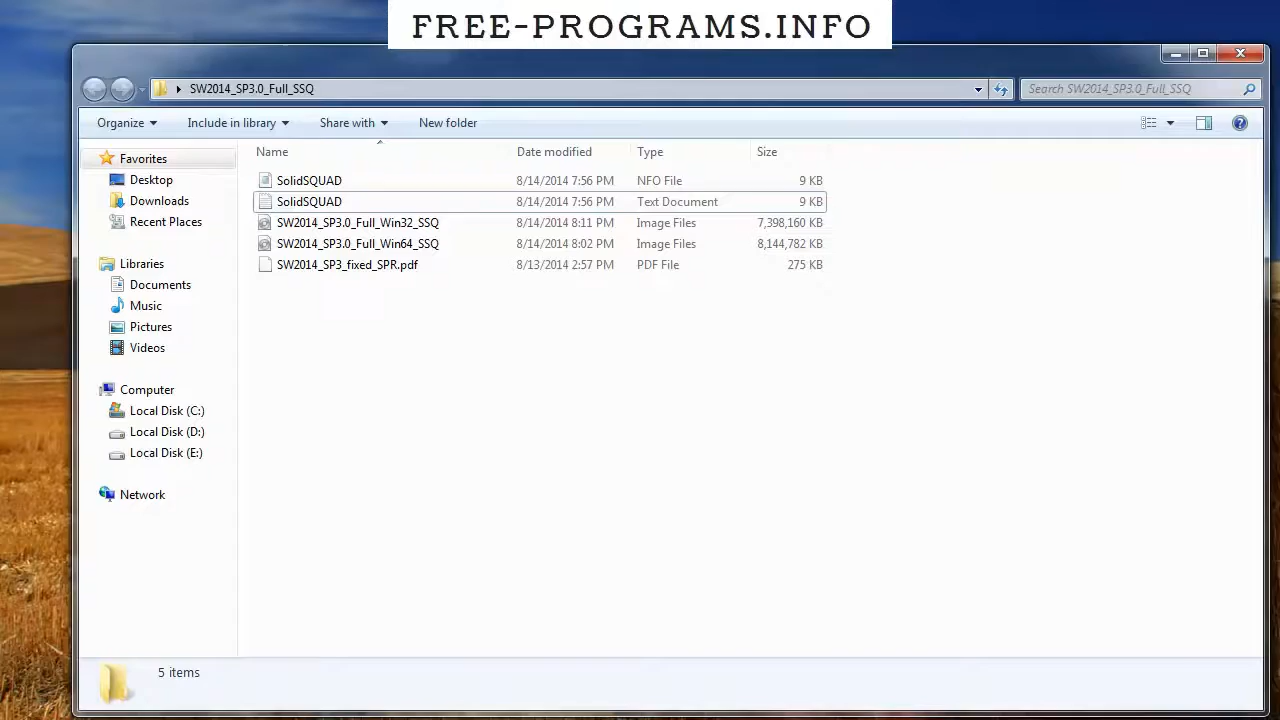 FREE-PROGRAMS.INFO
SW2014_SP3.0_Full_SSQ
Search SW2014_SP3.0_Full_SSQ
Organize Include in library Share with New folder
Name Date modified Type Size
Favorites
Desktop
Downloads
Recent Places
Libraries
Documents
Music
Pictures
Videos
Computer
Local Disk (C:)
Local Disk (D:)
Local Disk (E:)
Network
SolidSQUAD 8/14/2014 7:56 PM NFO File 9 KB
SolidSQUAD 8/14/2014 7:56 PM Text Document 9 KB
SW2014_SP3.0_Full_Win32_SSQ 8/14/2014 8:11 PM Image Files 7,398,160 KB
SW2014_SP3.0_Full_Win64_SSQ 8/14/2014 8:02 PM Image Files 8,144,782 KB
SW2014_SP3_fixed_SPR.pdf 8/13/2014 2:57 PM PDF File 275 KB
5 items